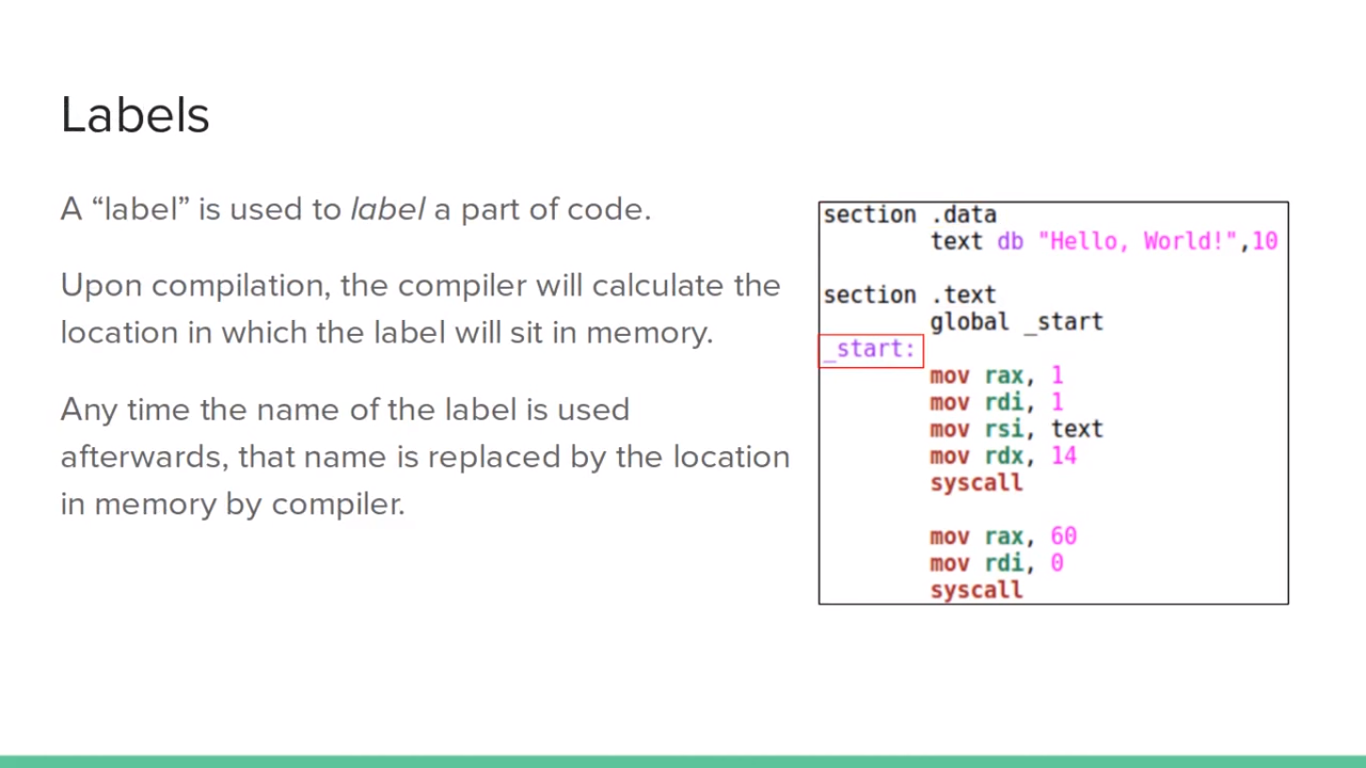 Labels
A “label” is used to label a part of code.
Upon compilation, the compiler will calculate the
location in which the label will sit in memory.
Any time the name of the label is used
afterwards, that name is replaced by the location
in memory by compiler.
section .data
text db "Hello, World!",10
section .text
global _start
_start:
mov rax, 1
mov rdi, 1
mov rsi, text
mov rdx, 14
syscall
mov rax, 60
mov rdi, 0
syscall